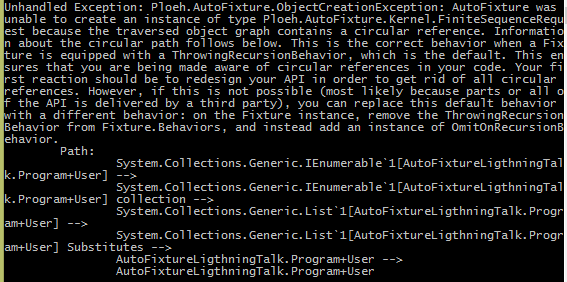 Unhandled Exception: Ploeh.AutoFixture.ObjectCreationException: AutoFixture was
unable to create an instance of type Ploeh.AutoFixture.Kernel.FiniteSequenceRequ
est because the traversed object graph contains a circular reference. Informatio
n about the circular path follows below. This is the correct behavior when a Fix
ture is equipped with a ThrowingRecursionBehavior, which is the default. This en
sures that you are being made aware of circular references in your code. Your fi
rst reaction should be to redesign your API in order to get rid of all circular
references. However, if this is not possible (most likely because parts or all o
f the API is delivered by a third party), you can replace this default behavior
with a different behavior: on the Fixture instance, remove the ThrowingRecursion
Behavior from Fixture.Behaviors, and instead add an instance of OmitOnRecursionB
ehavior.
Path:
System.Collections.Generic.IEnumerable`1[AutoFixtureLigthningTal
k.Program+User] -->
System.Collections.Generic.IEnumerable`1[AutoFixtureLigthningTal
k.Program+User] collection -->
System.Collections.Generic.List`1[AutoFixtureLigthningTalk.Progr
am+User] -->
System.Collections.Generic.List`1[AutoFixtureLigthningTalk.Progr
am+User] Substitutes -->
AutoFixtureLigthningTalk.Program+User -->
AutoFixtureLigthningTalk.Program+User